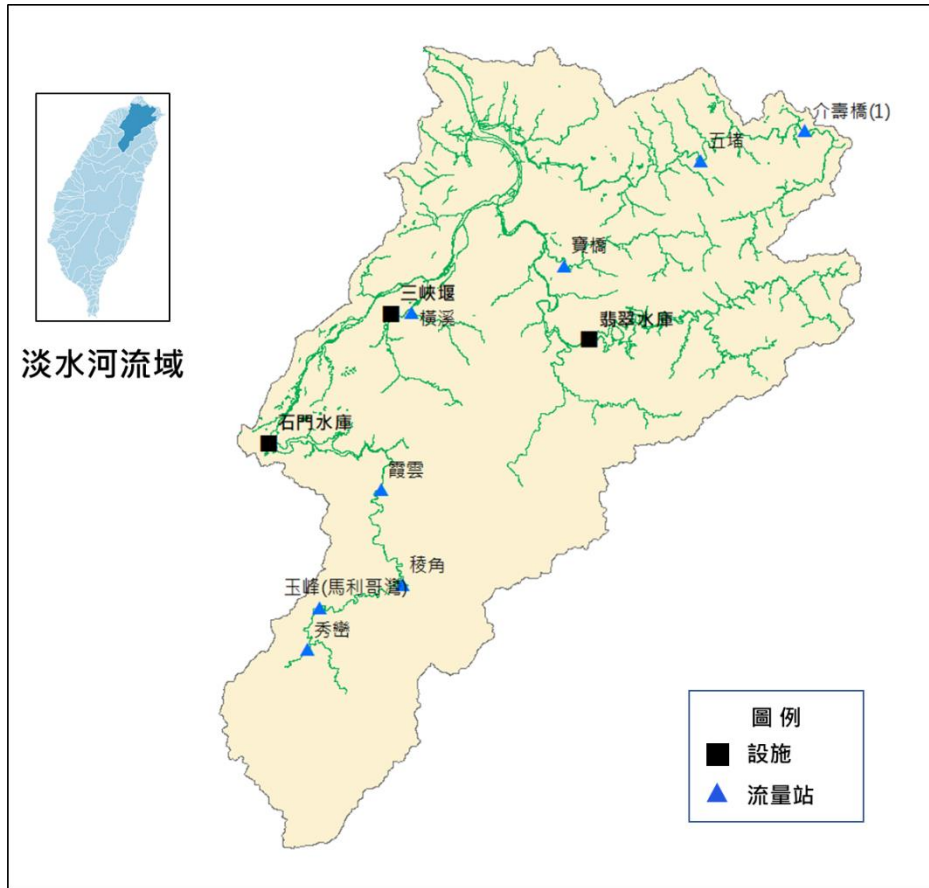 介壽橋(1)
五堵
寶橋
三峽堰
橫溪
翡翠水庫
淡水河流域
石門水庫
霞雲
稜角
玉峰(馬利哥灣)
秀巒
圖例
設施
流量站